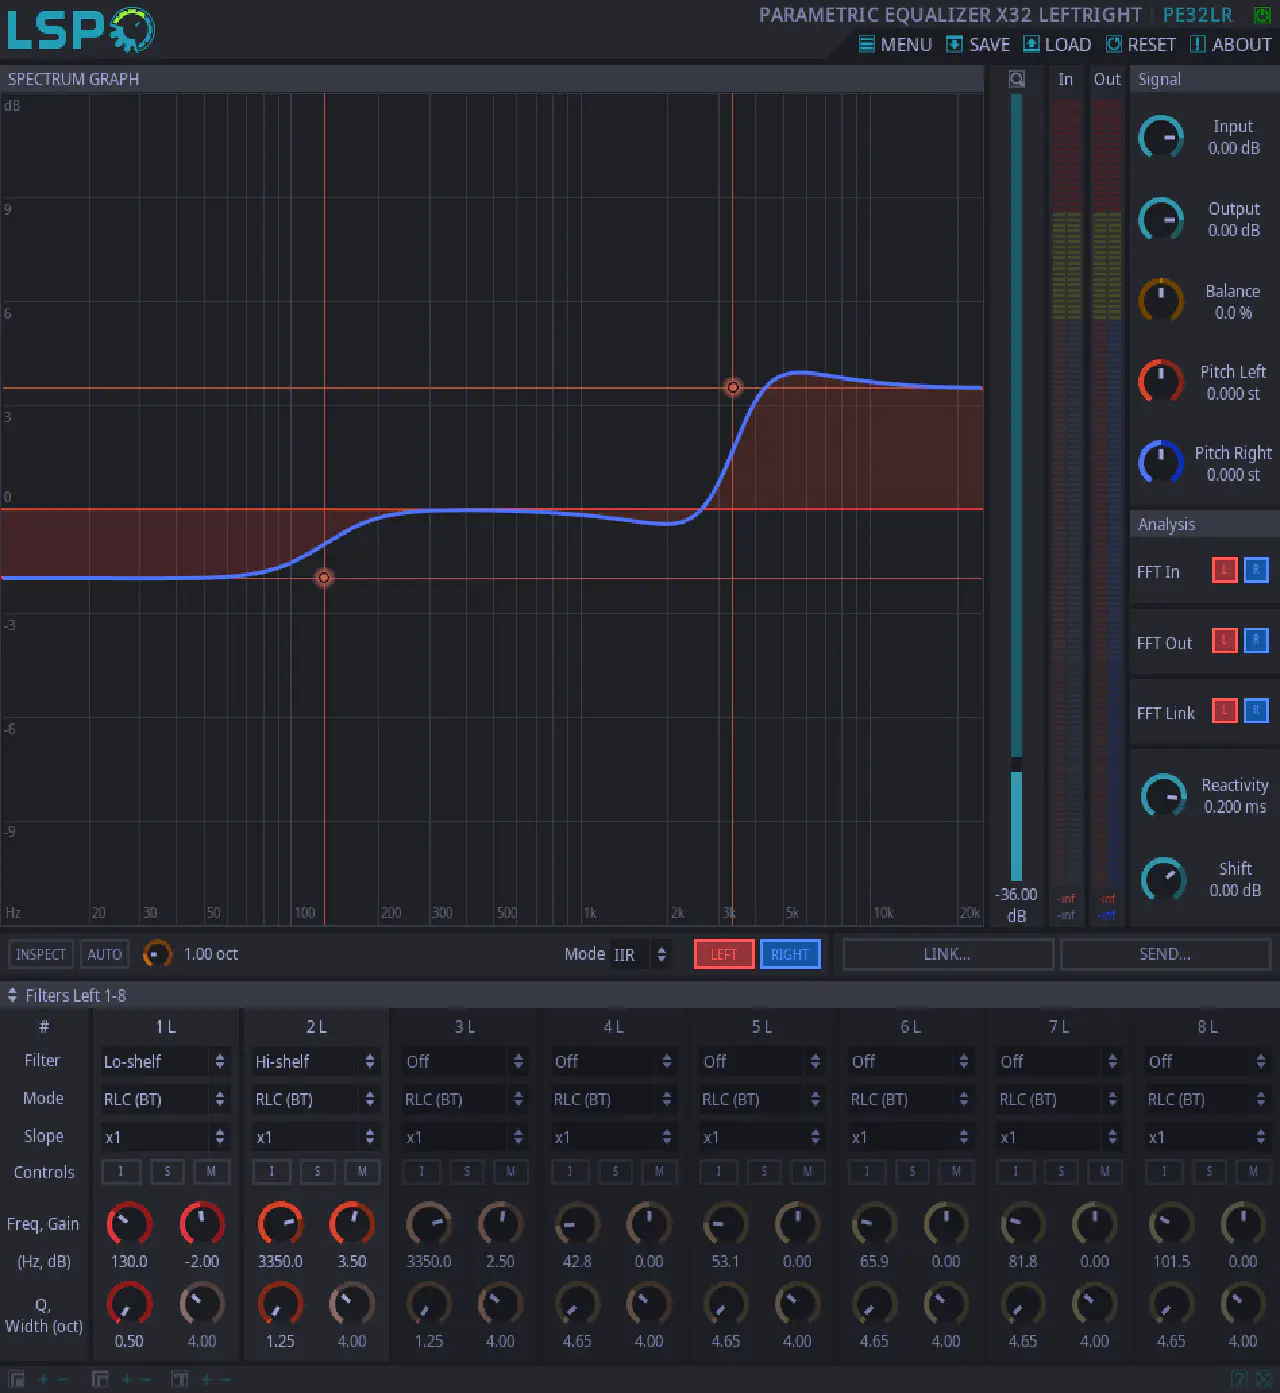 LSP
PARAMETRIC EQUALIZER X32 LEFTRIGHT PE32LR
MENU SAVE LOAD RESET ABOUT
SPECTRUM GRAPH
In Out
Signal
dB
9
6
3
0
-3
-6
-9
Hz 20 30 50 100 200 300 500 1k 2k 3k 5k 10k 20k
-36.00
dB
-inf -inf
-inf -inf
Input
0.00 dB
Output
0.00 dB
Balance
0.0 %
Pitch Left
0.000 st
Pitch Right
0.000 st
Analysis
FFT In L R
FFT Out L R
FFT Link L R
Reactivity
0.200 ms
Shift
0.00 dB
INSPECT AUTO 1.00 oct Mode IIR LEFT RIGHT LINK... SEND...
Filters Left 1-8
# 1 L 2 L 3 L 4 L 5 L 6 L 7 L 8 L
Filter Lo-shelf Hi-shelf Off Off Off Off Off Off
Mode RLC (BT) RLC (BT) RLC (BT) RLC (BT) RLC (BT) RLC (BT) RLC (BT) RLC (BT)
Slope x1 x1 x1 x1 x1 x1 x1 x1
Controls I S M I S M I S M I S M I S M I S M I S M I S M
Freq, Gain
(Hz, dB) 130.0 -2.00 3350.0 3.50 3350.0 2.50 42.8 0.00 53.1 0.00 65.9 0.00 81.8 0.00 101.5 0.00
Q,
Width (oct)
0.50 4.00 1.25 4.00 1.25 4.00 4.65 4.00 4.65 4.00 4.65 4.00 4.65 4.00 4.65 4.00
+ − + − T + − ?